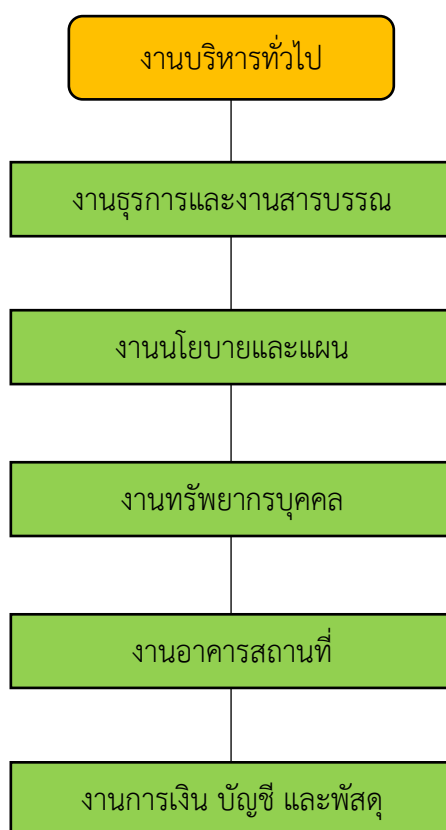 งานบริหารทั่วไป
งานธุรการและงานสารบรรณ
งานนโยบายและแผน
งานทรัพยากรบุคคล
งานอาคารสถานที่
งานการเงิน บัญชี และพัสดุ